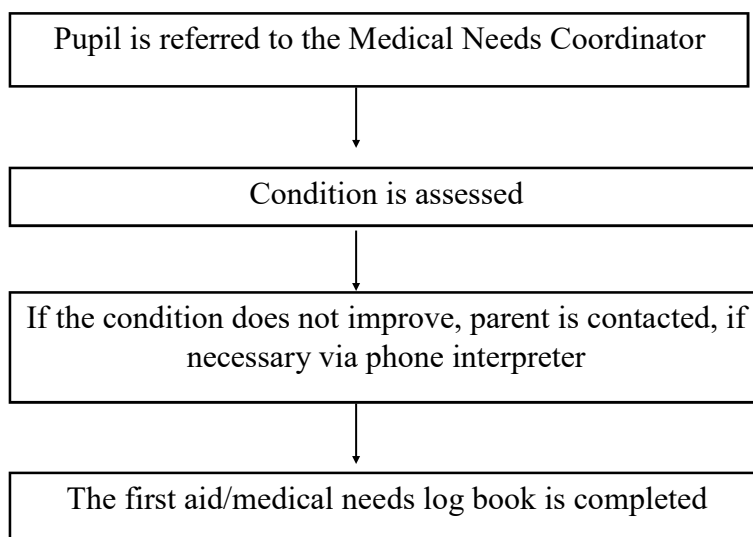 Pupil is referred to the Medical Needs Coordinator
Condition is assessed
If the condition does not improve, parent is contacted, if
necessary via phone interpreter
The first aid/medical needs log book is completed